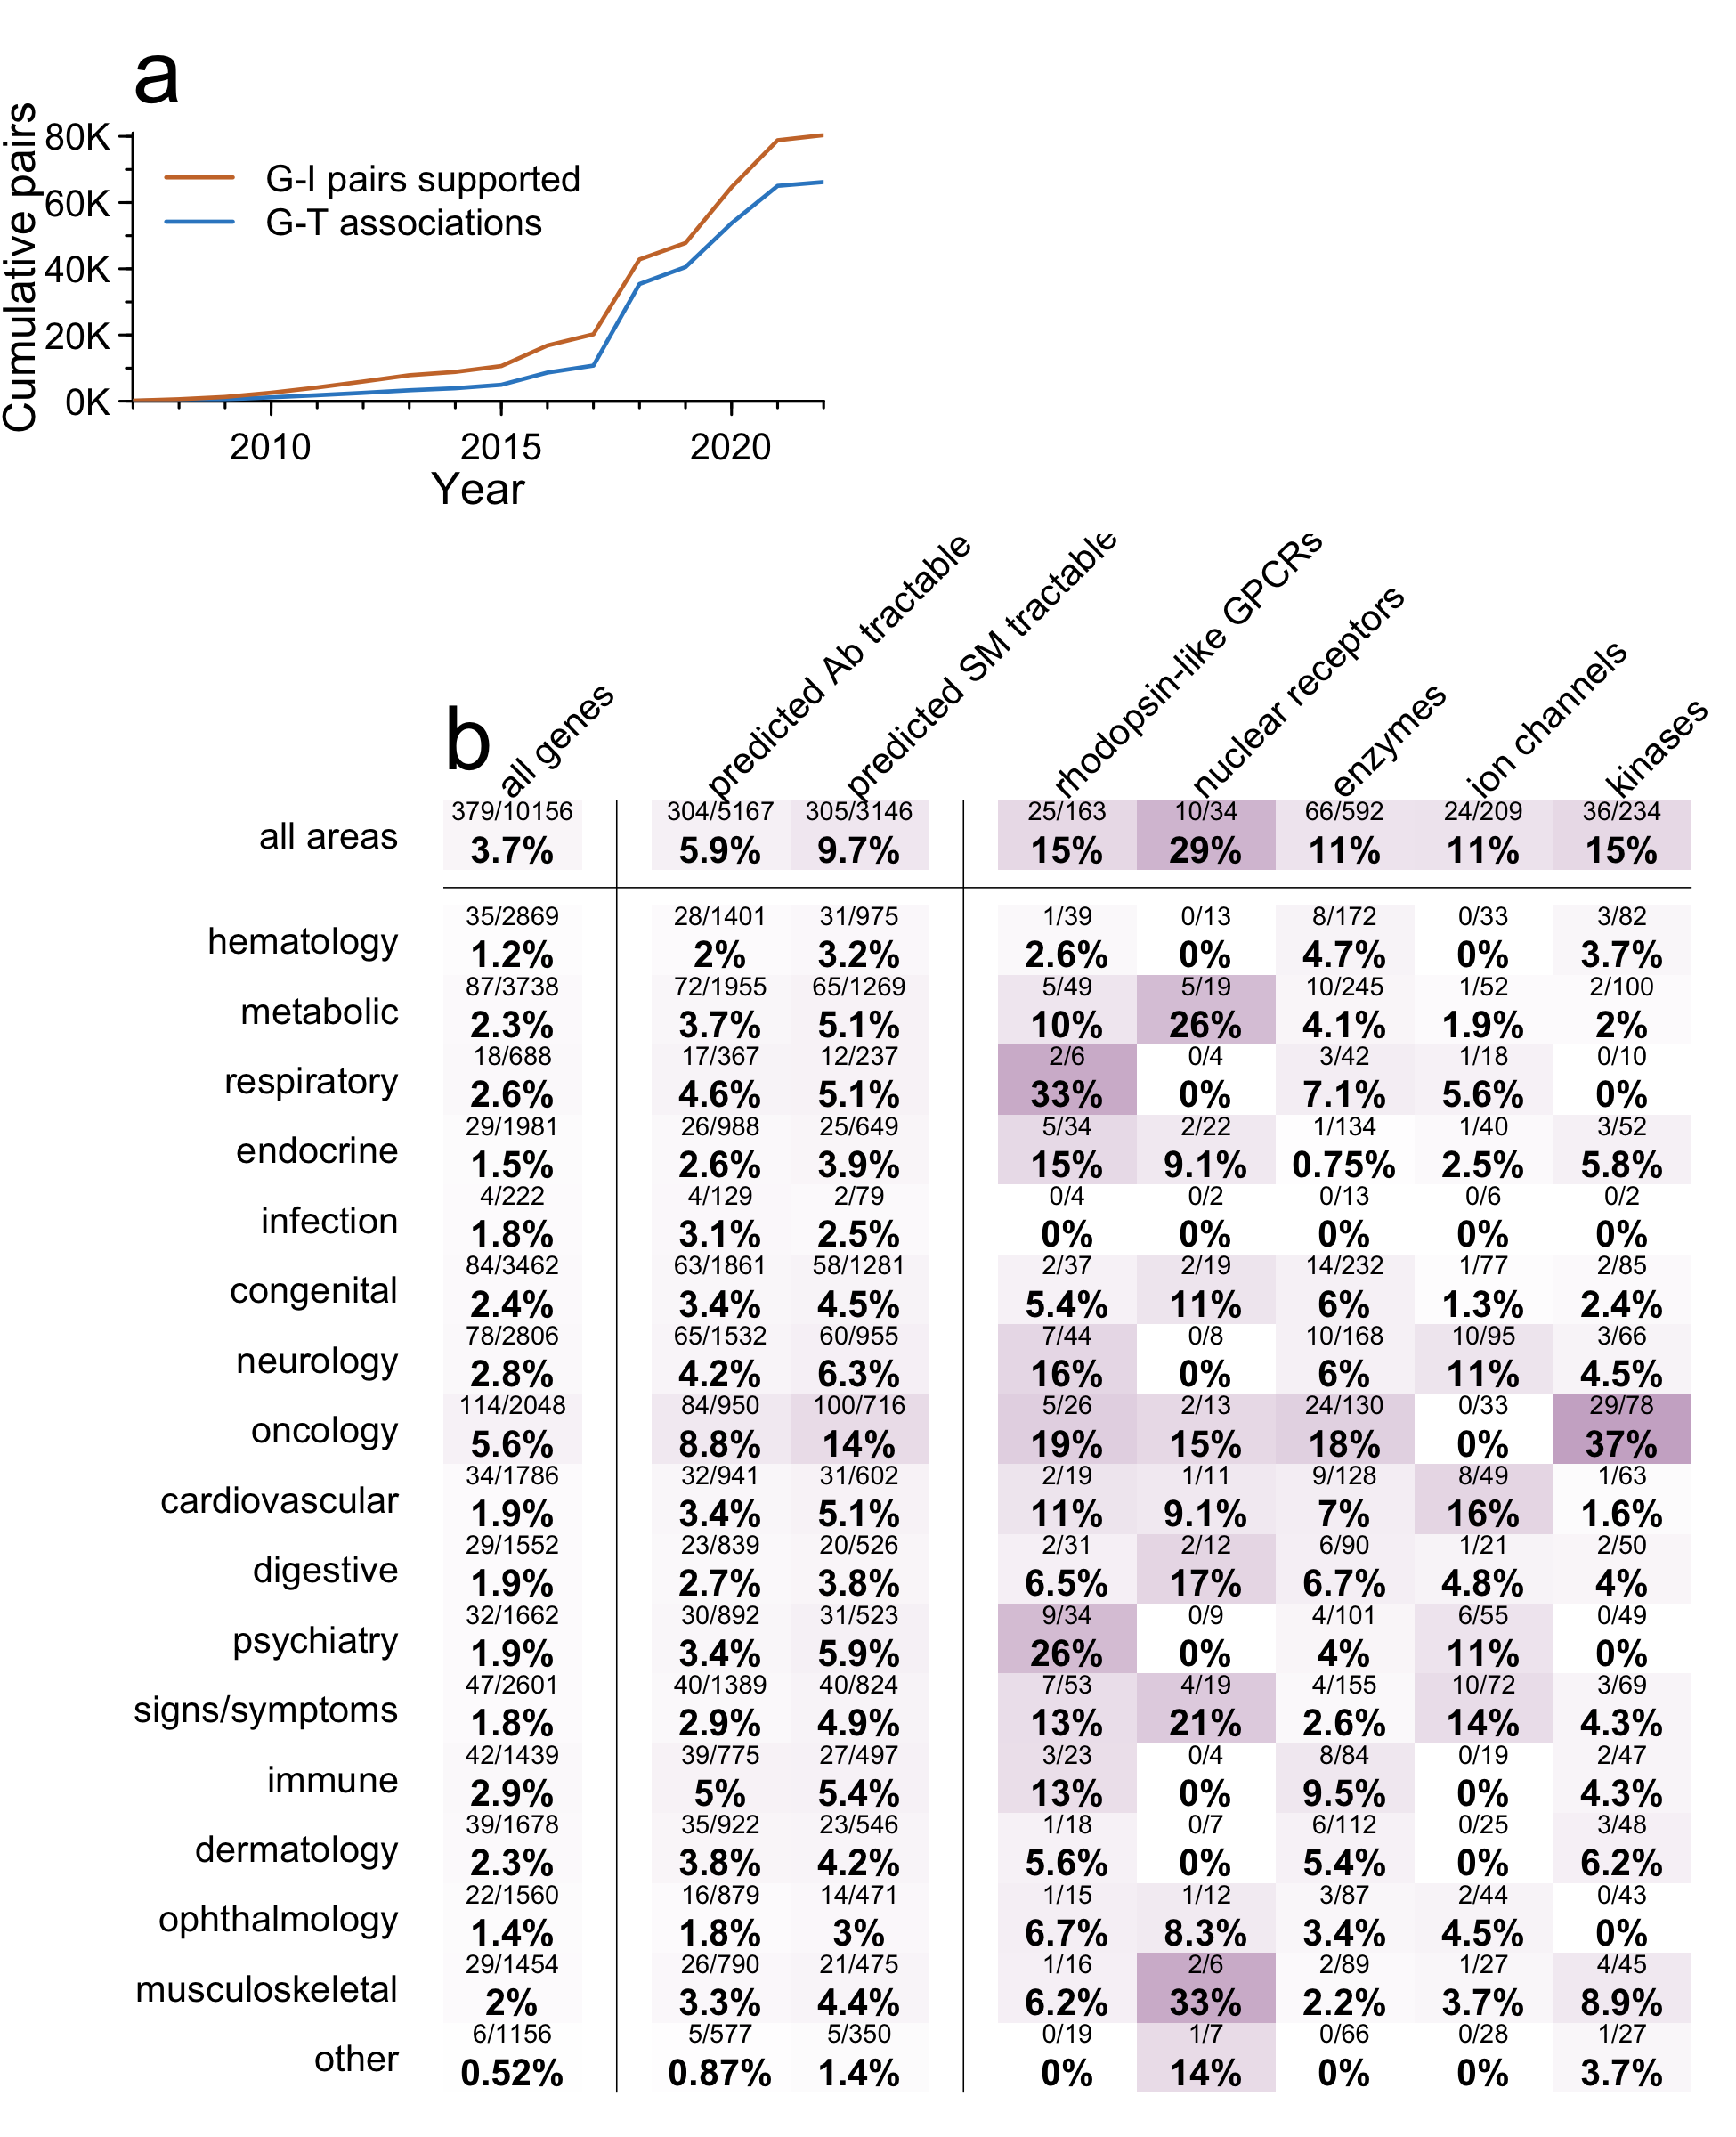 a
Cumulative pairs
80K
60K
40K
20K
0K
G-I pairs supported
G-T associations
2010 2015 2020
Year
b
all genes
predicted Ab tractable
predicted SM tractable
rhodopsin-like GPCRs
nuclear receptors
enzymes
ion channels
kinases
379/10156 304/5167 305/3146 25/163 10/34 66/592 24/209 36/234
all areas 3.7% 5.9% 9.7% 15% 29% 11% 11% 15%
35/2869 28/1401 31/975 1/39 0/13 8/172 0/33 3/82
hematology 1.2% 2% 3.2% 2.6% 0% 4.7% 0% 3.7%
87/3738 72/1955 65/1269 5/49 5/19 10/245 1/52 2/100
metabolic 2.3% 3.7% 5.1% 10% 26% 4.1% 1.9% 2%
18/688 17/367 12/237 2/6 0/4 3/42 1/18 0/10
respiratory 2.6% 4.6% 5.1% 33% 0% 7.1% 5.6% 0%
29/1981 26/988 25/649 5/34 2/22 1/134 1/40 3/52
endocrine 1.5% 2.6% 3.9% 15% 9.1% 0.75% 2.5% 5.8%
4/222 4/129 2/79 0/4 0/2 0/13 0/6 0/2
infection 1.8% 3.1% 2.5% 0% 0% 0% 0% 0%
84/3462 63/1861 58/1281 2/37 2/19 14/232 1/77 2/85
congenital 2.4% 3.4% 4.5% 5.4% 11% 6% 1.3% 2.4%
78/2806 65/1532 60/955 7/44 0/8 10/168 10/95 3/66
neurology 2.8% 4.2% 6.3% 16% 0% 6% 11% 4.5%
114/2048 84/950 100/716 5/26 2/13 24/130 0/33 29/78
oncology 5.6% 8.8% 14% 19% 15% 18% 0% 37%
34/1786 32/941 31/602 2/19 1/11 9/128 8/49 1/63
cardiovascular 1.9% 3.4% 5.1% 11% 9.1% 7% 16% 1.6%
29/1552 23/839 20/526 2/31 2/12 6/90 1/21 2/50
digestive 1.9% 2.7% 3.8% 6.5% 17% 6.7% 4.8% 4%
32/1662 30/892 31/523 9/34 0/9 4/101 6/55 0/49
psychiatry 1.9% 3.4% 5.9% 26% 0% 4% 11% 0%
47/2601 40/1389 40/824 7/53 4/19 4/155 10/72 3/69
signs/symptoms 1.8% 2.9% 4.9% 13% 21% 2.6% 14% 4.3%
42/1439 39/775 27/497 3/23 0/4 8/84 0/19 2/47
immune 2.9% 5% 5.4% 13% 0% 9.5% 0% 4.3%
39/1678 35/922 23/546 1/18 0/7 6/112 0/25 3/48
dermatology 2.3% 3.8% 4.2% 5.6% 0% 5.4% 0% 6.2%
22/1560 16/879 14/471 1/15 1/12 3/87 2/44 0/43
ophthalmology 1.4% 1.8% 3% 6.7% 8.3% 3.4% 4.5% 0%
29/1454 26/790 21/475 1/16 2/6 2/89 1/27 4/45
musculoskeletal 2% 3.3% 4.4% 6.2% 33% 2.2% 3.7% 8.9%
6/1156 5/577 5/350 0/19 1/7 0/66 0/28 1/27
other 0.52% 0.87% 1.4% 0% 14% 0% 0% 3.7%